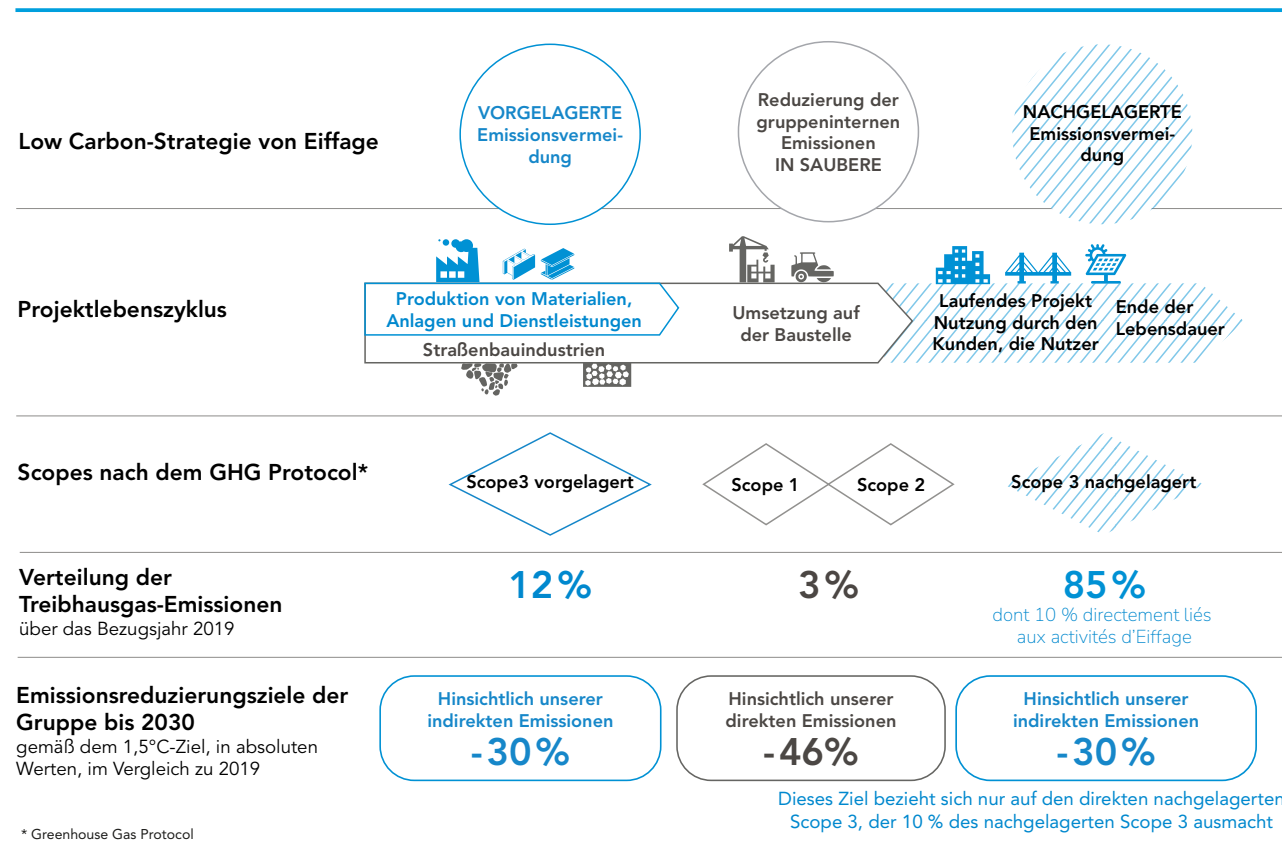 Low Carbon-Strategie von Eiffage
VORGELAGERTE
Emissionsvermei-
dung
Reduzierung der
gruppeninternen
Emissionen
IN SAUBERE
NACHGELAGERTE
Emissionsvermei-
dung
Projektlebenszyklus
Produktion von Materialien,
Anlagen und Dienstleistungen
Straßenbauindustrien
Umsetzung auf
der Baustelle
Laufendes Projekt
Nutzung durch den
Kunden, die Nutzer
Ende der
Lebensdauer
Scopes nach dem GHG Protocol*
Scope3 vorgelagert
Scope 1
Scope 2
Scope 3 nachgelagert
Verteilung der
Treibhausgas-Emissionen
über das Bezugsjahr 2019
12 %
3 %
85 %
dont 10 % directement liés
aux activités d'Eiffage
Emissionsreduzierungsziele der
Gruppe bis 2030
gemäß dem 1,5°C-Ziel, in absoluten
Werten, im Vergleich zu 2019
Hinsichtlich unserer
indirekten Emissionen
-30 %
Hinsichtlich unserer
direkten Emissionen
-46%
Hinsichtlich unserer
indirekten Emissionen
-30 %
Dieses Ziel bezieht sich nur auf den direkten nachgelagerten
Scope 3, der 10 % des nachgelagerten Scope 3 ausmacht
* Greenhouse Gas Protocol